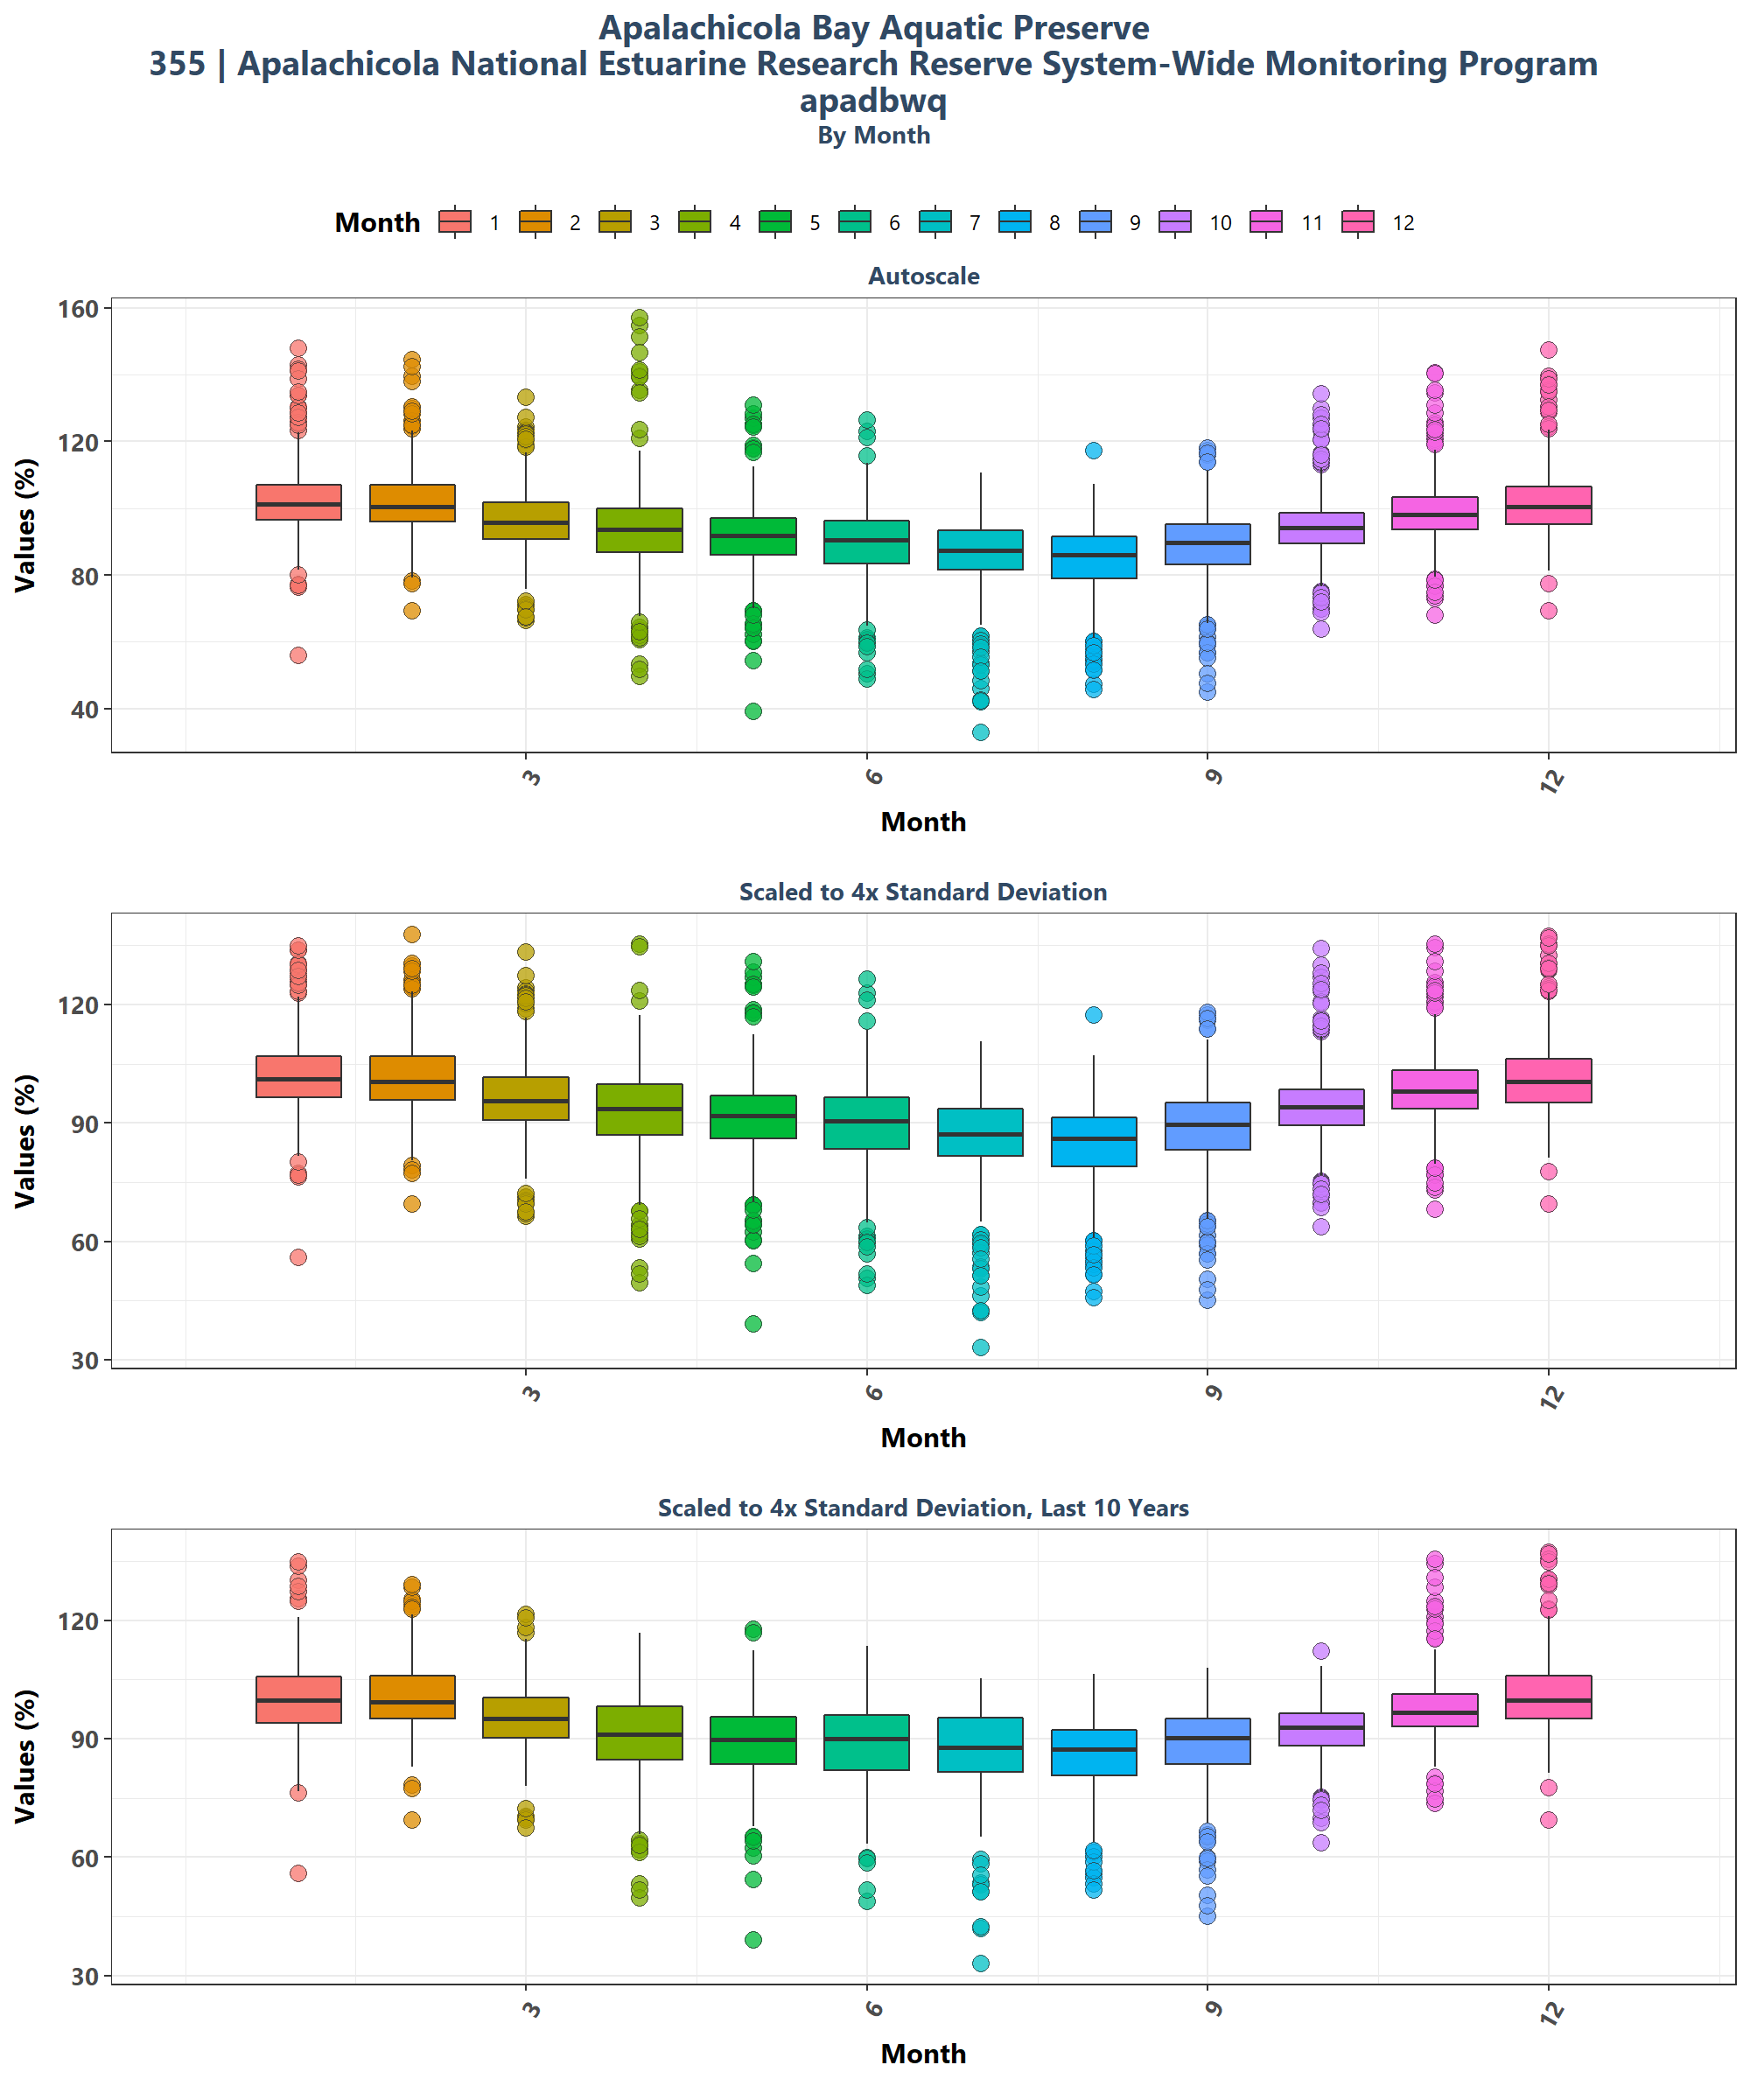 Apalachicola Bay Aquatic Preserve
355 | Apalachicola National Estuarine Research Reserve System-Wide Monitoring Program
apadbwq
By Month
Month 1 2 3 4 5 6 7 8 9 10 11 12
Autoscale
Values (%)
160
120
80
40
3 6 9 12
Month
Scaled to 4x Standard Deviation
Values (%)
120
90
60
30
3 6 9 12
Month
Scaled to 4x Standard Deviation, Last 10 Years
Values (%)
120
90
60
30
3 6 9 12
Month